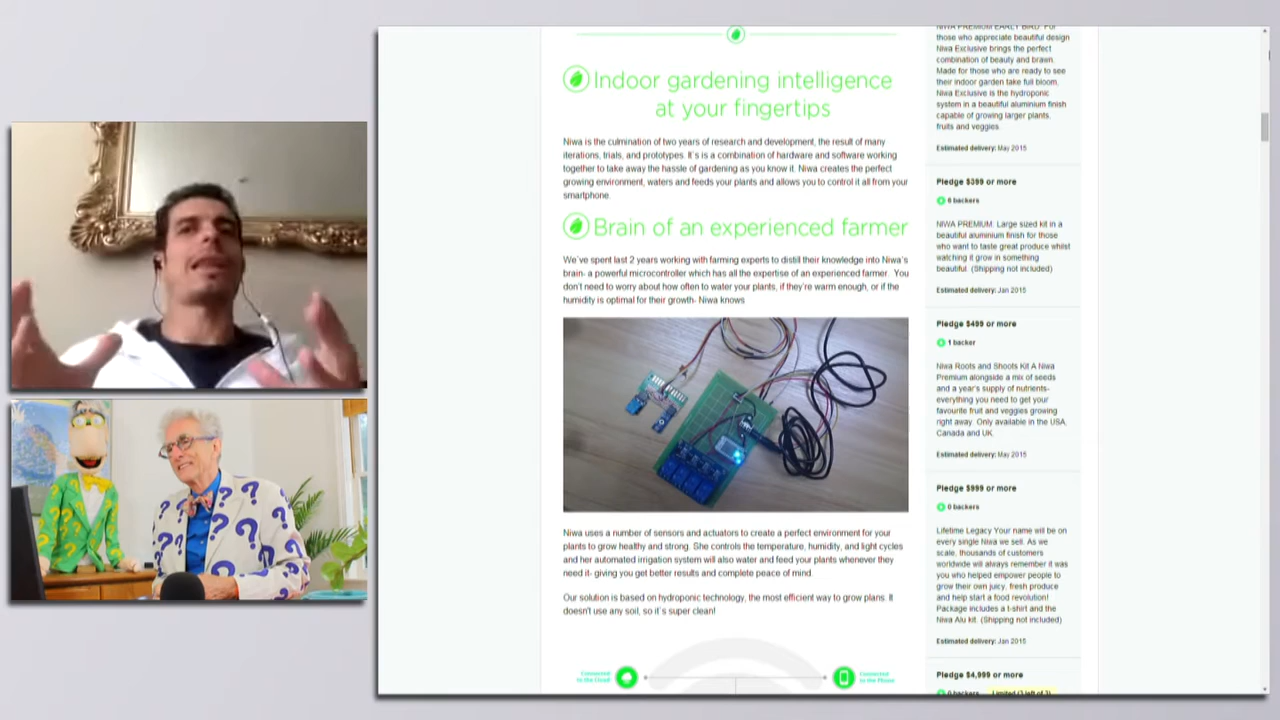 Indoor gardening intelligence
at your fingertips
Niwa is the culmination of two years of research and development, the result of many
iterations, trials, and prototypes. It´s is a combination of hardware and software working
together to take away the hassle of gardening as you know it. Niwa creates the perfect
growing environment, waters and feeds your plants and allows you to control it all from your
smartphone.
Brain of an experienced farmer
We´ve spent last 2 years working with farming experts to distill their knowledge into Niwa´s
brain- a powerful microcontroller which has all the expertise of an experienced farmer. You
don't need to worry about how often to water your plants, if they're warm enough, or if the
humidity is optimal for their growth- Niwa knows
Niwa uses a number of sensors and actuators to create a perfect environment for your
plants to grow healthy and strong. She controls the temperature, humidity, and light cycles
and her automated irrigation system will also water and feed your plants whenever they
need it- giving you get better results and complete peace of mind.
Our solution is based on hydroponic technology, the most efficient way to grow plans. It
doesn't use any soil, so it´s super clean!
Connected
to the Cloud
Connected
to the Phone
NIWA PREMIUM EARLY BIRD: For
those who appreciate beautiful design
Niwa Exclusive brings the perfect
combination of beauty and brawn.
Made for those who are ready to see
their indoor garden take full bloom,
Niwa Exclusive is the hydroponic
system in a beautiful aluminium finish
capable of growing larger plants,
fruits and veggies.
Estimated delivery: May 2015
Pledge $399 or more
6 backers
NIWA PREMIUM: Large sized kit in a
beautiful aluminium finish for those
who want to taste great produce whilst
watching it grow in something
beautiful. (Shipping not included)
Estimated delivery: Jan 2015
Pledge $499 or more
1 backer
Niwa Roots and Shoots Kit A Niwa
Premium alongside a mix of seeds
and a year's supply of nutrients-
everything you need to get your
favourite fruit and veggies growing
right away. Only available in the USA,
Canada and UK.
Estimated delivery: May 2015
Pledge $999 or more
0 backers
Lifetime Legacy Your name will be on
every single Niwa we sell. As we
scale, thousands of customers
worldwide will always remember it was
you who helped empower people to
grow their own juicy, fresh produce
and help start a food revolution!
Package includes a t-shirt and the
Niwa Alu kit. (Shipping not included)
Estimated delivery: Jan 2015
Pledge $4,999 or more
0 backers Limited (3 left of 3)